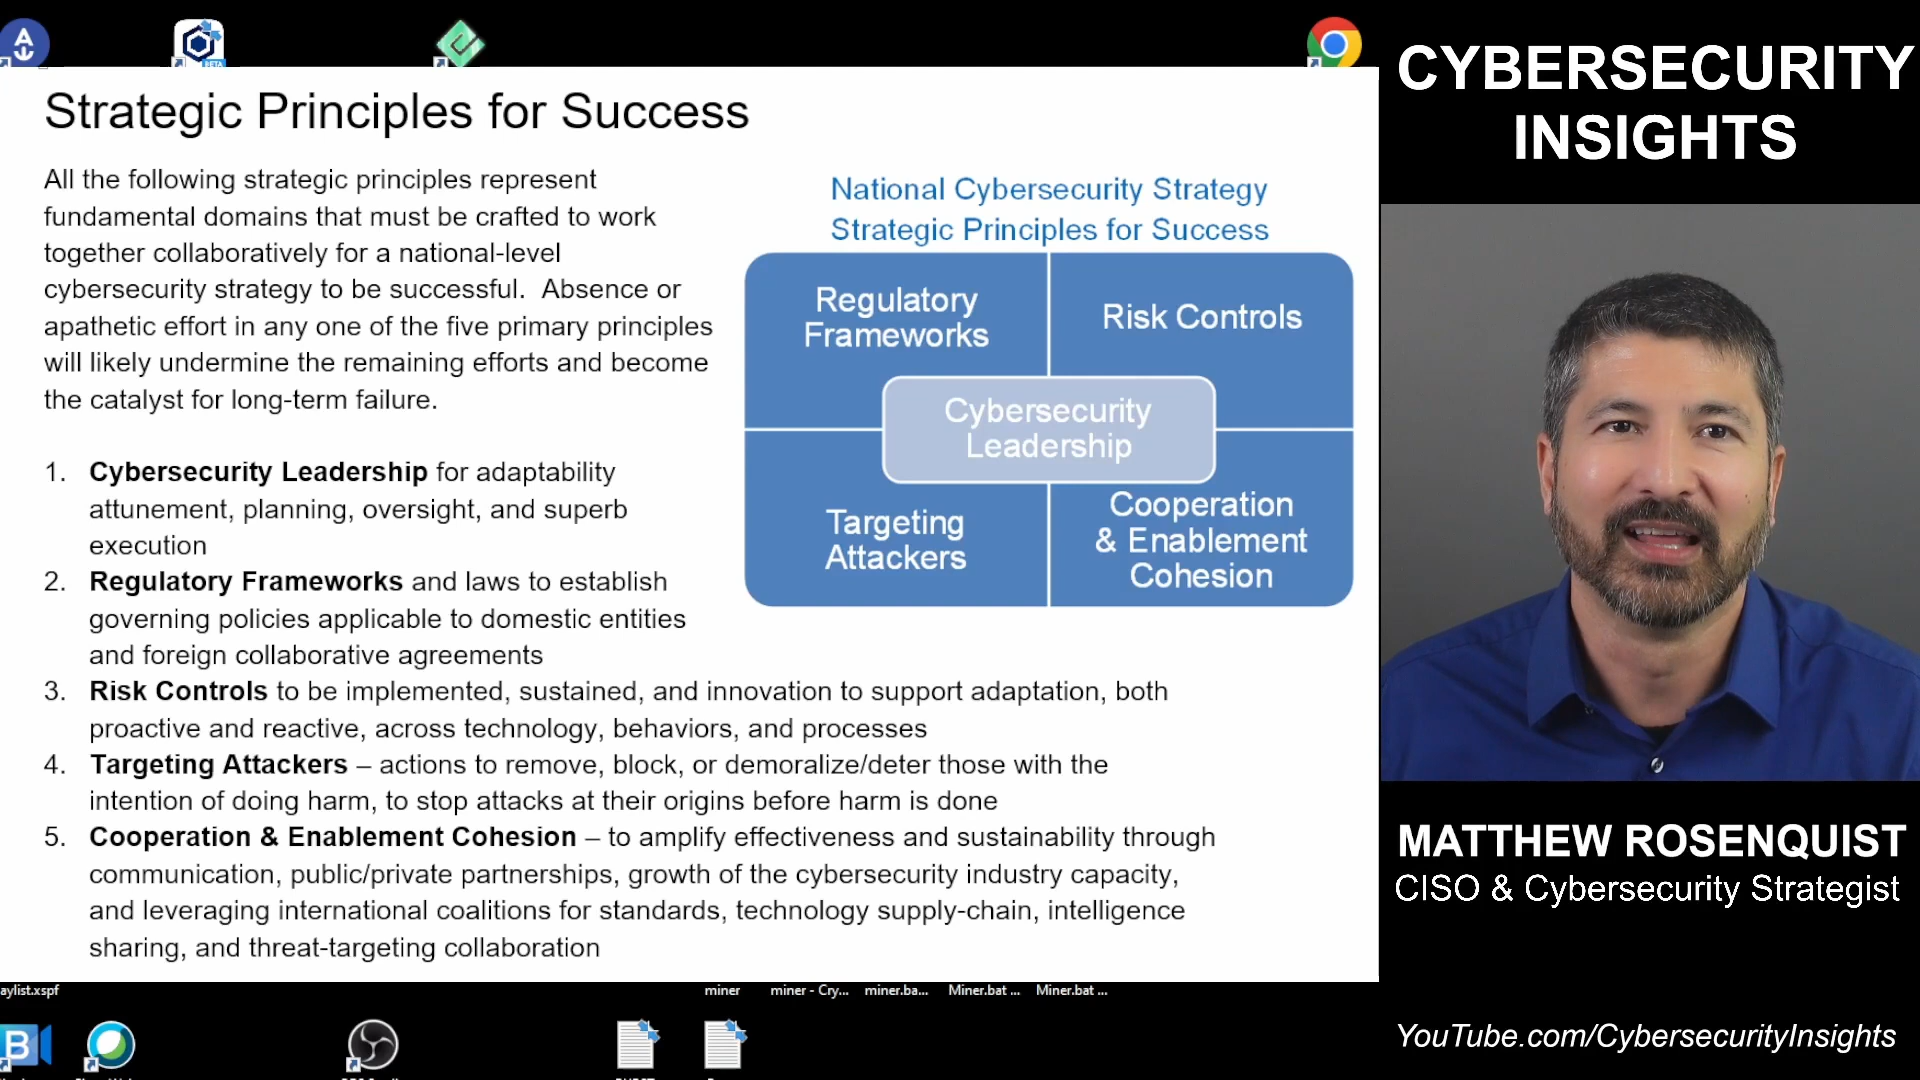 BETA
CYBERSECURITY
INSIGHTS
Strategic Principles for Success
All the following strategic principles represent
fundamental domains that must be crafted to work
together collaboratively for a national-level
cybersecurity strategy to be successful.  Absence or
apathetic effort in any one of the five primary principles
will likely undermine the remaining efforts and become
the catalyst for long-term failure.
National Cybersecurity Strategy
Strategic Principles for Success
Regulatory
Frameworks
Risk Controls
Cybersecurity
Leadership
Targeting
Attackers
Cooperation
& Enablement
Cohesion
1. Cybersecurity Leadership for adaptability
attunement, planning, oversight, and superb
execution
2. Regulatory Frameworks and laws to establish
governing policies applicable to domestic entities
and foreign collaborative agreements
3. Risk Controls to be implemented, sustained, and innovation to support adaptation, both
proactive and reactive, across technology, behaviors, and processes
4. Targeting Attackers – actions to remove, block, or demoralize/deter those with the
intention of doing harm, to stop attacks at their origins before harm is done
5. Cooperation & Enablement Cohesion – to amplify effectiveness and sustainability through
communication, public/private partnerships, growth of the cybersecurity industry capacity,
and leveraging international coalitions for standards, technology supply-chain, intelligence
sharing, and threat-targeting collaboration
MATTHEW ROSENQUIST
CISO & Cybersecurity Strategist
YouTube.com/CybersecurityInsights
aylist.xspf
miner
miner - Cry...
miner.ba...
Miner.bat ...
Miner.bat ...
B